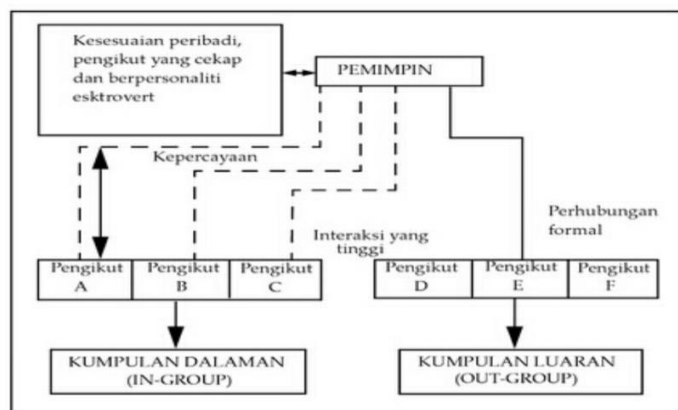 Kesesuaian peribadi,
pengikut yang cekap
dan berpersonaliti
esktrovert
PEMIMPIN
Kepercayaan
Interaksi yang
tinggi
Perhubungan
formal
Pengikut
A
Pengikut
B
Pengikut
C
Pengikut
D
Pengikut
E
Pengikut
F
KUMPULAN DALAMAN
(IN-GROUP)
KUMPULAN LUARAN
(OUT-GROUP)